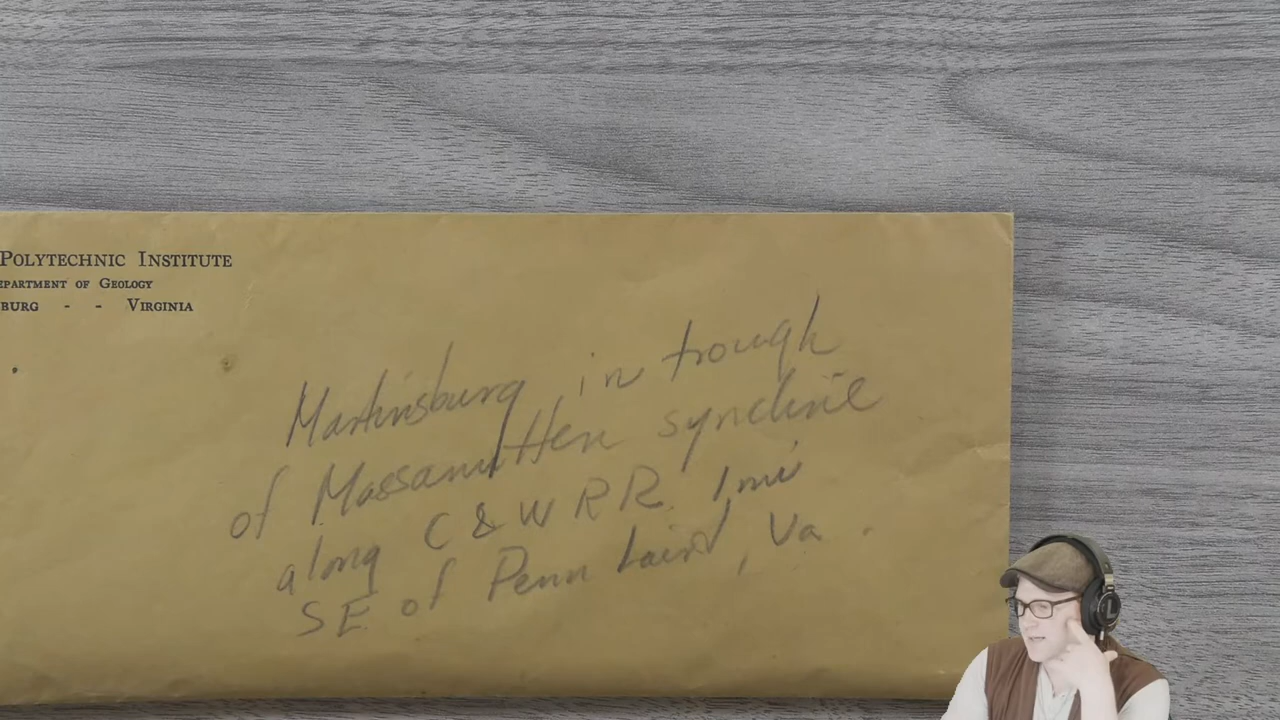 POLYTECHNIC INSTITUTE
EPARTMENT OF GEOLOGY
BURG - - VIRGINIA
Martinsburg in trough
of Massanutten syncline
along C & W RR 1 mi
SE of Penn Laird, Va.